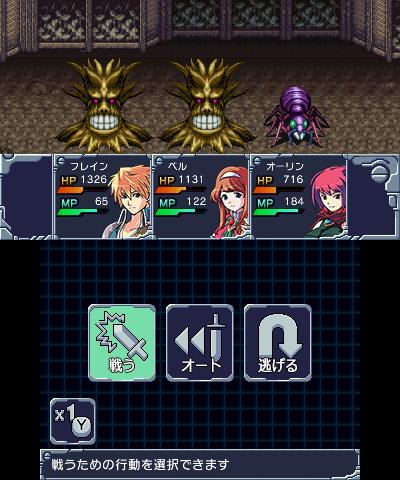 フレイン
HP 1326
MP 65
ベル
HP 1131
MP 122
オーリン
HP 716
MP 184
戦う
オート
逃げる
x1
Y
戦うための行動を選択できます